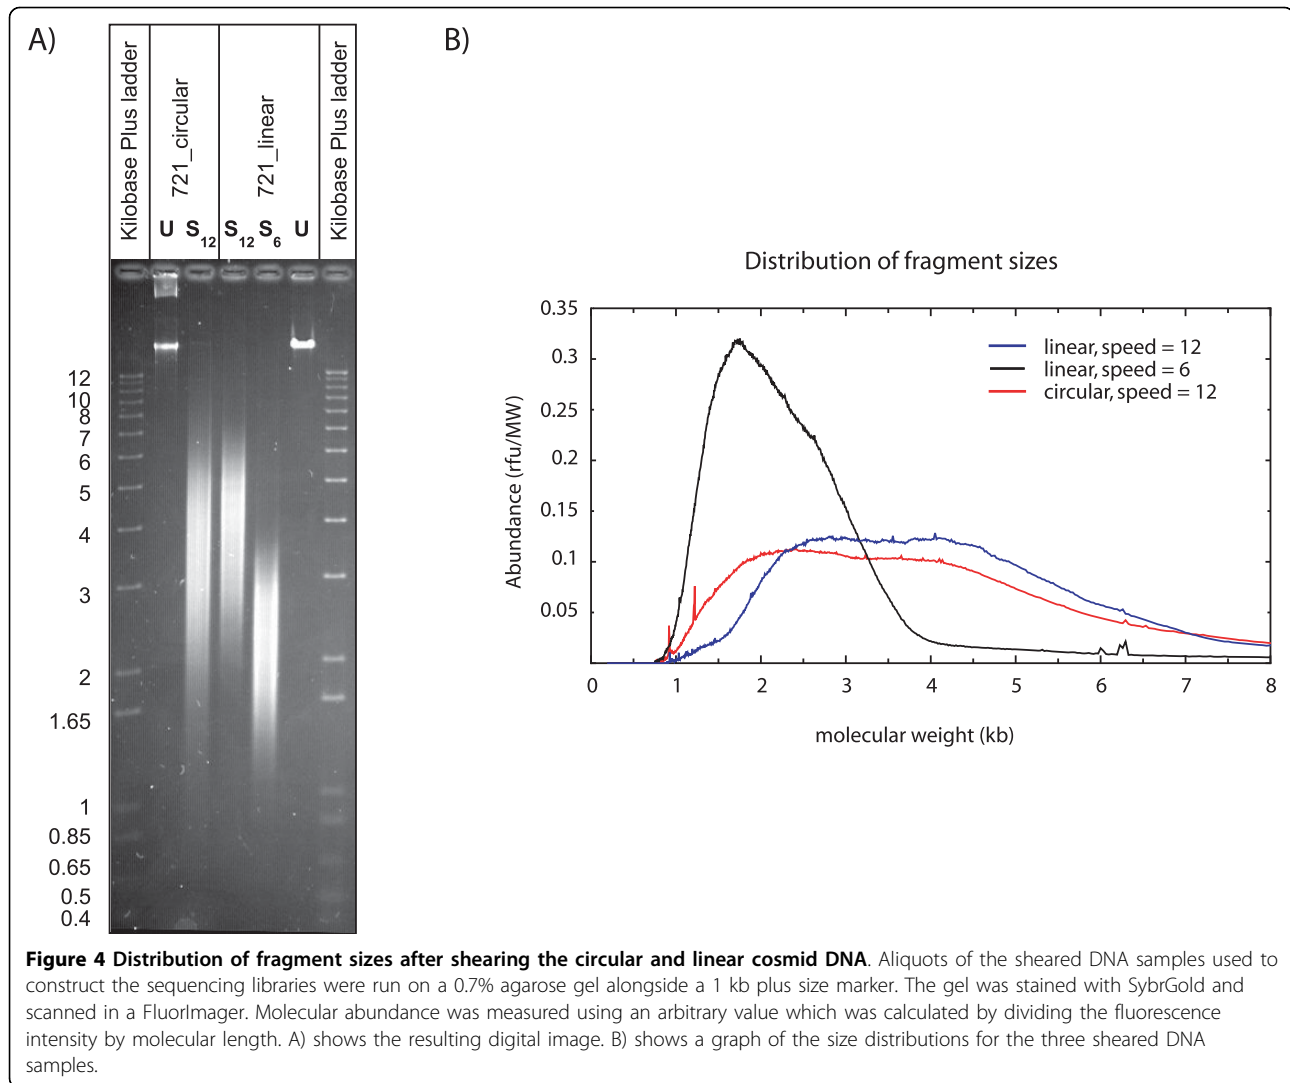 A)
Kilobase Plus ladder
721_circular
721_linear
Kilobase Plus ladder
U S12 S12 S6 U
12
10
8
7
6
5
4
3
2
1.65
1
0.85
0.65
0.5
0.4
B)
Distribution of fragment sizes
0.35
0.3
0.25
0.2
0.15
0.1
0.05
Abundance (rfu/MW)
linear, speed = 12
linear, speed = 6
circular, speed = 12
0 1 2 3 4 5 6 7 8
molecular weight (kb)
Figure 4 Distribution of fragment sizes after shearing the circular and linear cosmid DNA. Aliquots of the sheared DNA samples used to
construct the sequencing libraries were run on a 0.7% agarose gel alongside a 1 kb plus size marker. The gel was stained with SybrGold and
scanned in a FluorImager. Molecular abundance was measured using an arbitrary value which was calculated by dividing the fluorescence
intensity by molecular length. A) shows the resulting digital image. B) shows a graph of the size distributions for the three sheared DNA
samples.